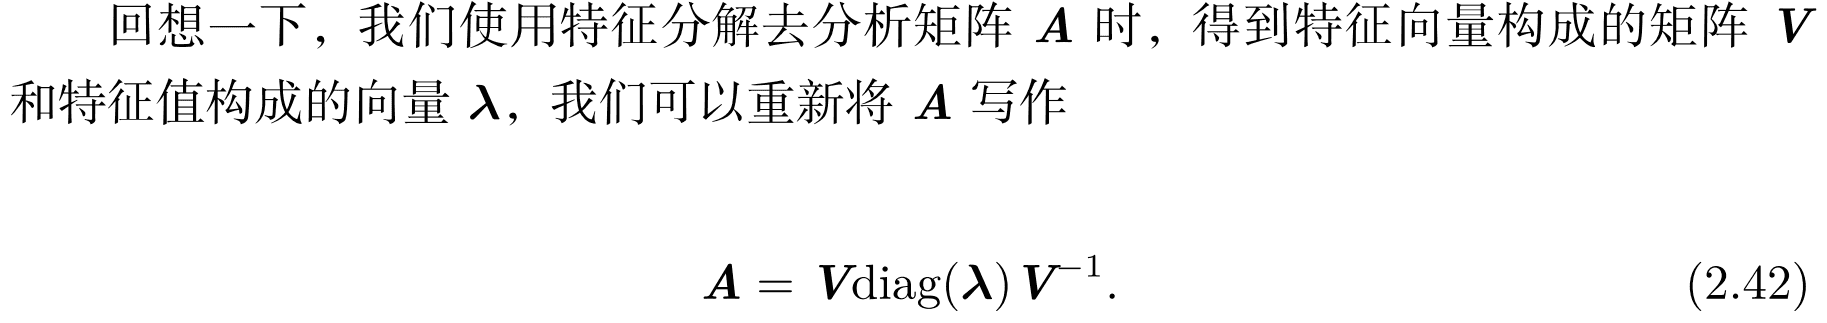 回想一下，我们使用特征分解去分析矩阵 A 时，得到特征向量构成的矩阵 V
和特征值构成的向量 λ，我们可以重新将 A 写作
A = Vdiag(λ)V⁻¹. (2.42)